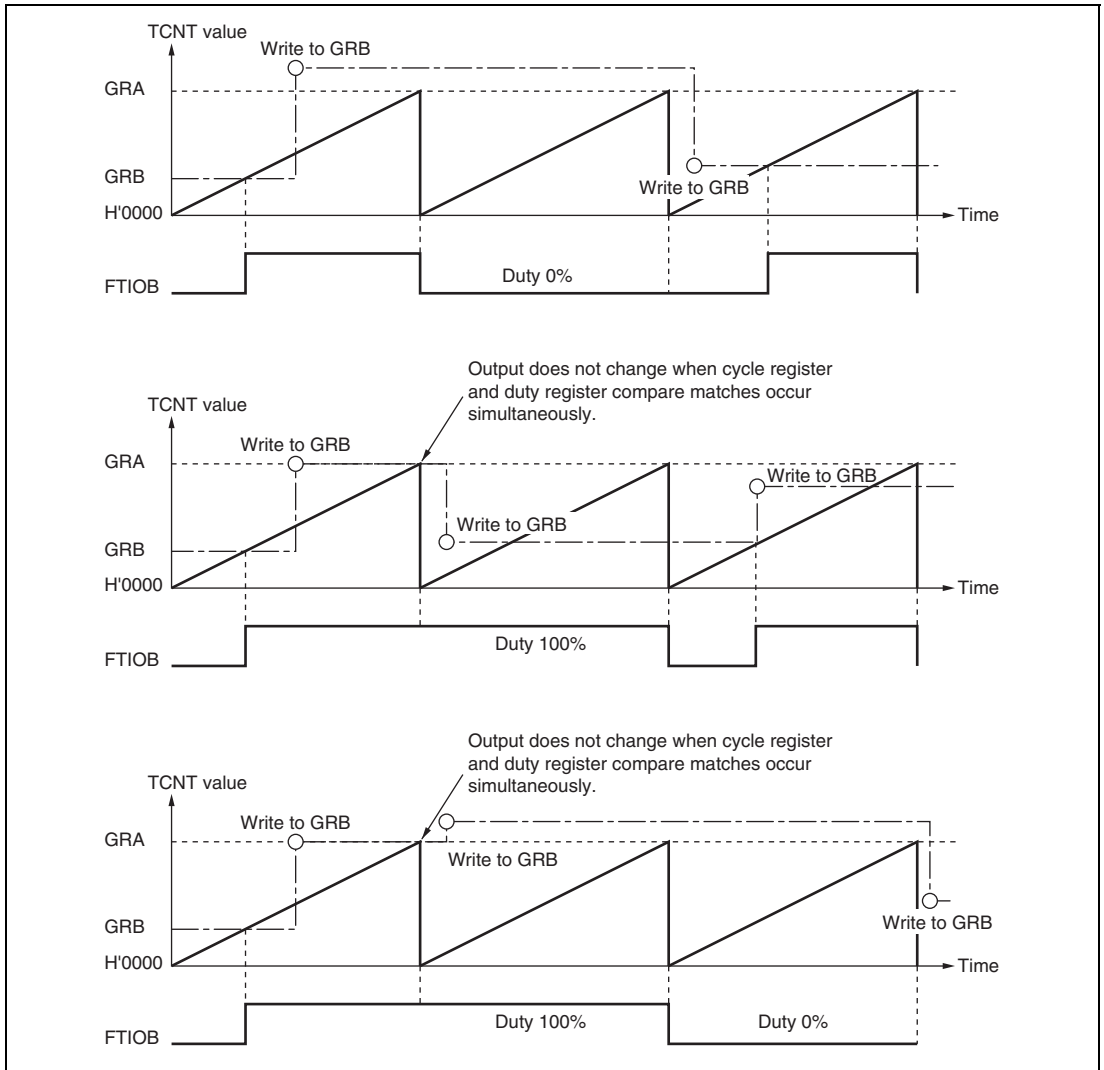 TCNT value
Write to GRB
GRA
GRB
Write to GRB
H'0000
Time
Duty 0%
FTIOB
Output does not change when cycle register
and duty register compare matches occur
simultaneously.
TCNT value
Write to GRB
GRA
Write to GRB
Write to GRB
GRB
H'0000
Time
Duty 100%
FTIOB
Output does not change when cycle register
and duty register compare matches occur
simultaneously.
TCNT value
Write to GRB
GRA
Write to GRB
GRB
Write to GRB
H'0000
Time
Duty 100%
Duty 0%
FTIOB